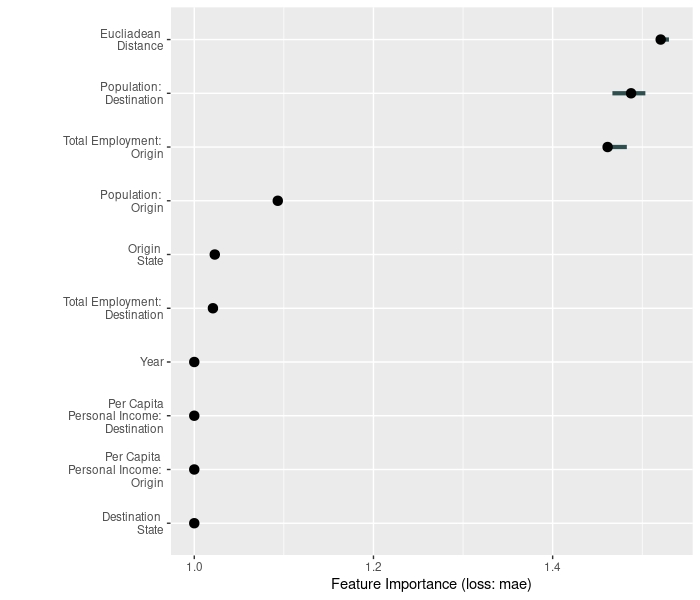 Eucliadean
Distance
Population:
Destination
Total Employment:
Origin
Population:
Origin
Origin
State
Total Employment:
Destination
Year
Per Capita
Personal Income:
Destination
Per Capita
Personal Income:
Origin
Destination
State
1.0 1.2 1.4
Feature Importance (loss: mae)